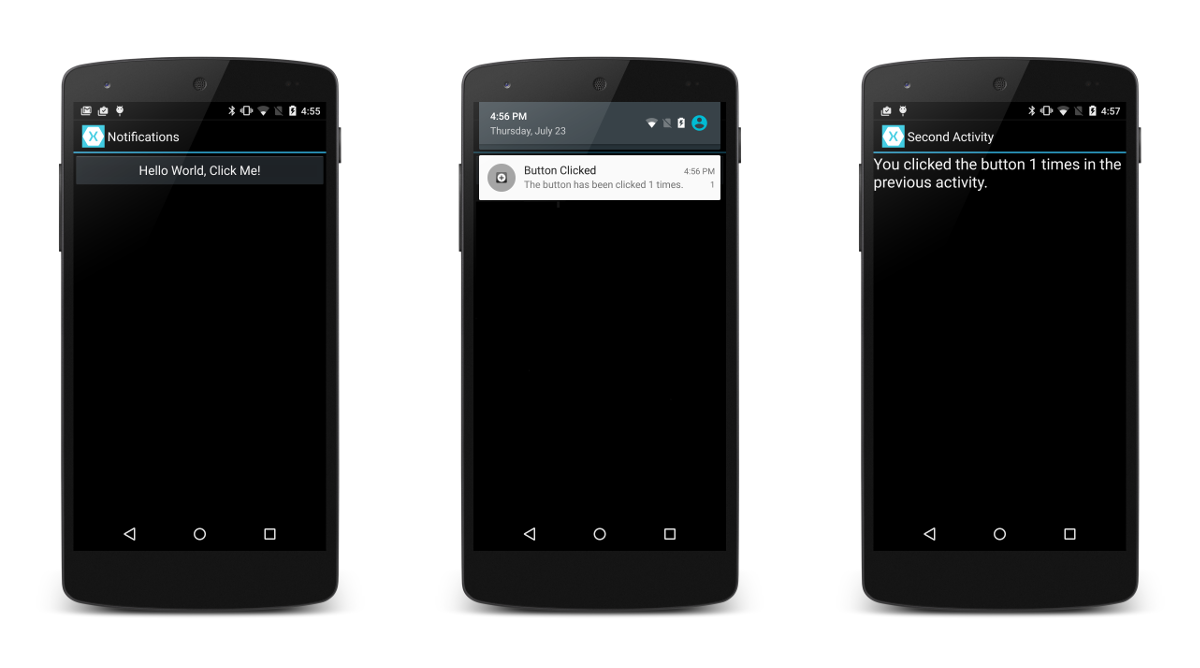 4:55
Notifications
Hello World, Click Me!
4:56 PM
Thursday, July 23
Button Clicked
4:56 PM
The button has been clicked 1 times.
1
4:57
Second Activity
You clicked the button 1 times in the
previous activity.